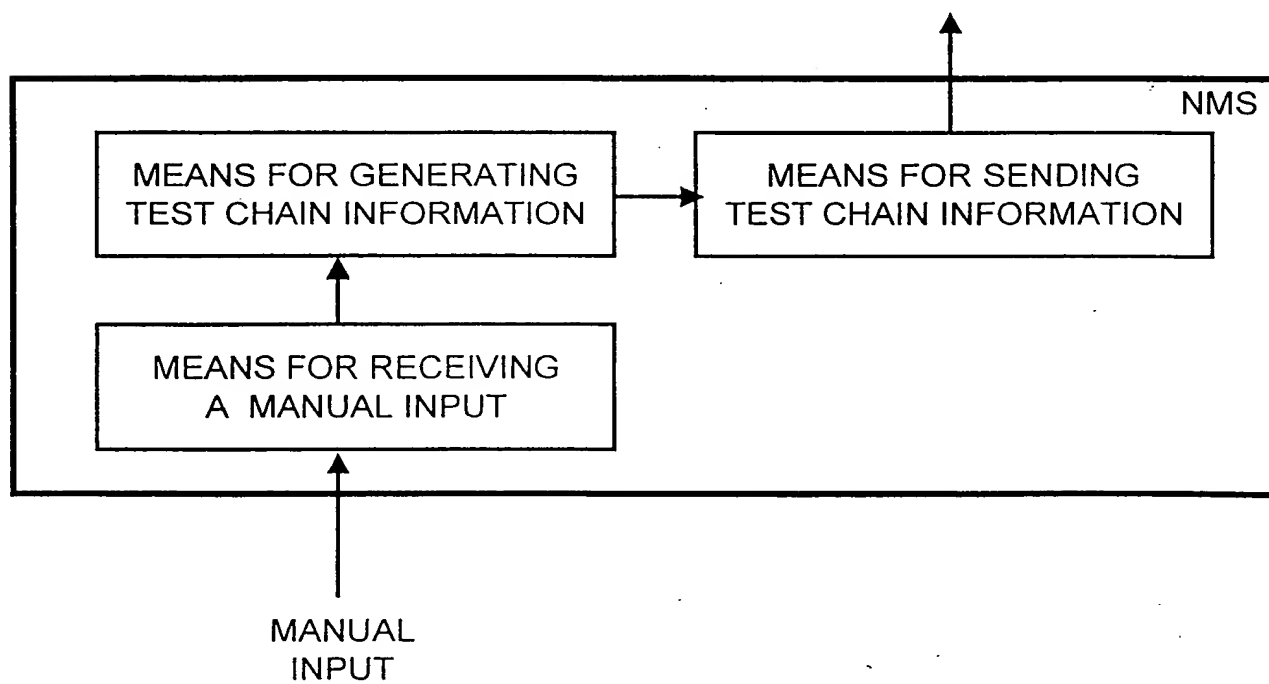 NMS
MEANS FOR GENERATING
TEST CHAIN INFORMATION
MEANS FOR SENDING
TEST CHAIN INFORMATION
MEANS FOR RECEIVING
A MANUAL INPUT
MANUAL
INPUT